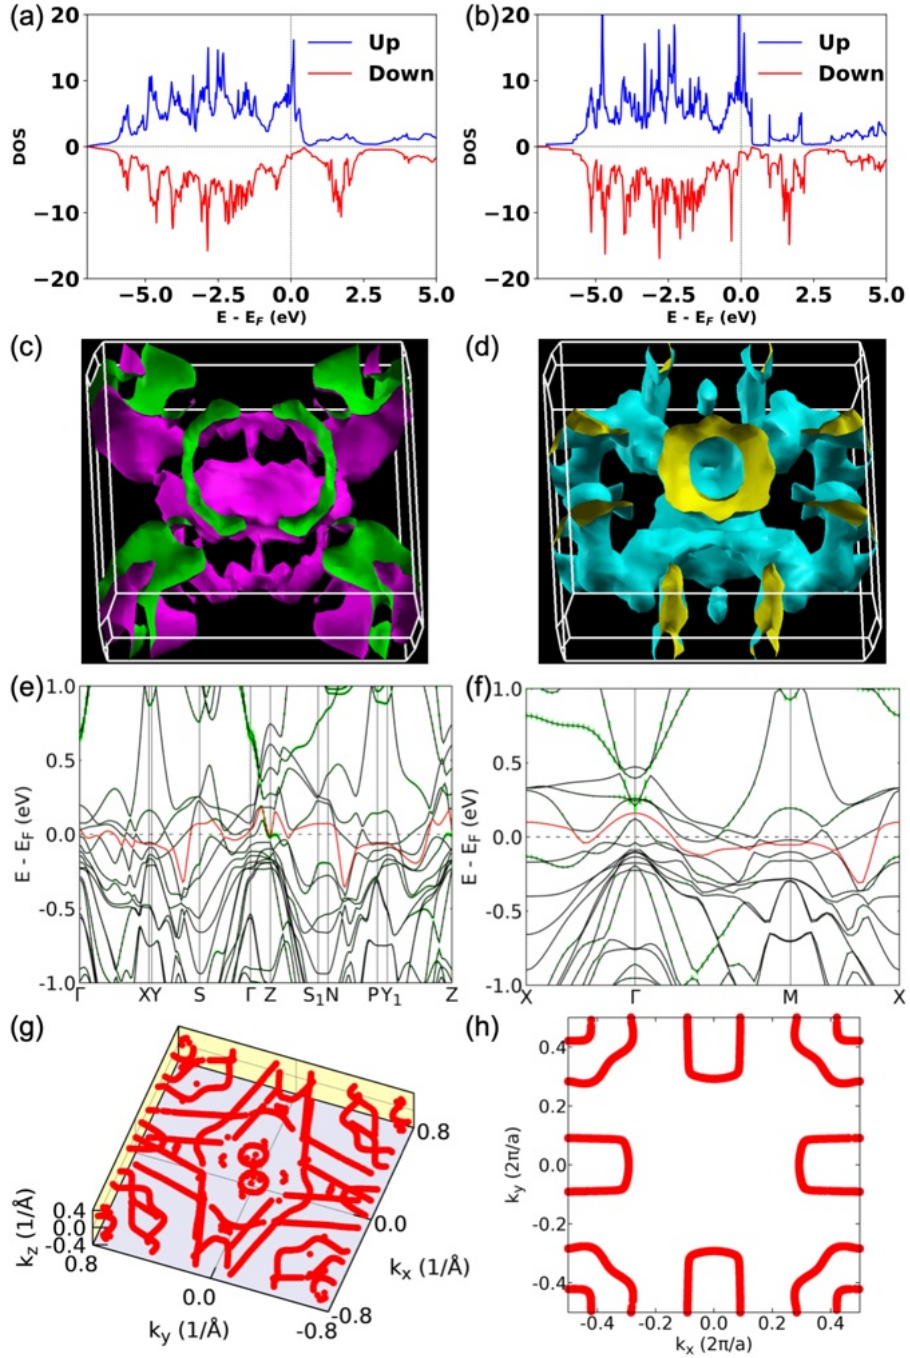 (a)
20
10
0
−10
−20
DOS
Up
Down
−5.0 −2.5 0.0 2.5 5.0
E - E_F (eV)
(b)
20
10
0
−10
−20
DOS
Up
Down
−5.0 −2.5 0.0 2.5 5.0
E - E_F (eV)
(c)
(d)
(e)
1.0
0.5
0.0
-0.5
-1.0
E - E_F (eV)
Γ XY S Γ Z S₁N PY₁ Z
(f)
1.0
0.5
0.0
-0.5
-1.0
E - E_F (eV)
X Γ M X
(g)
0.8
0.0
-0.8
k_x (1/Å)
0.4
0.0
-0.4
k_z (1/Å)
0.8
0.0
-0.8
k_y (1/Å)
(h)
0.4
0.2
0.0
-0.2
-0.4
k_y (2π/a)
-0.4 -0.2 0.0 0.2 0.4
k_x (2π/a)